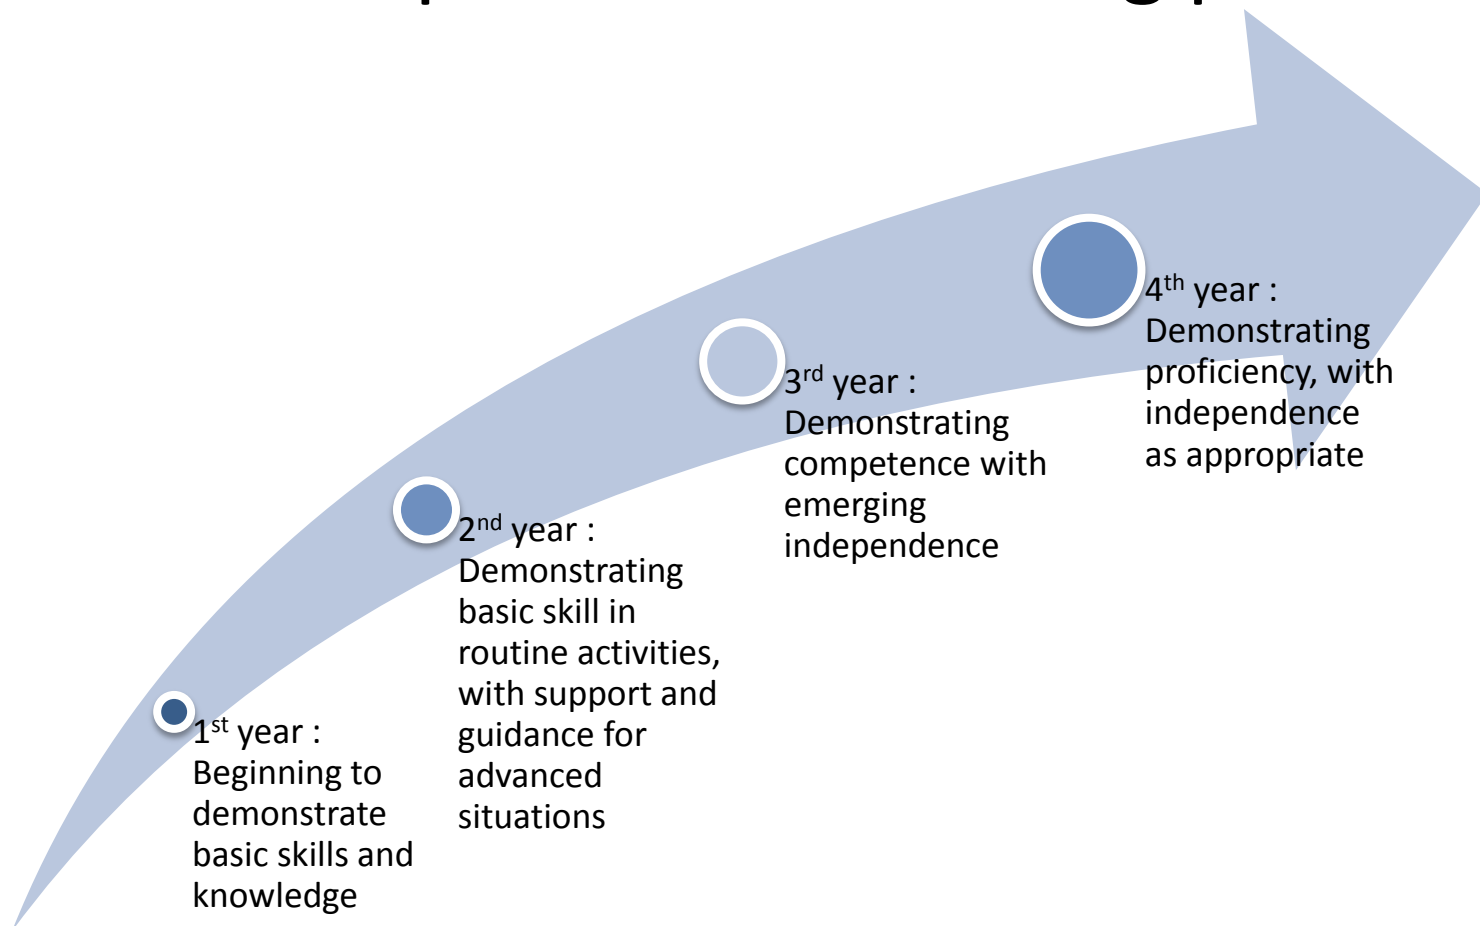 1st year :
Beginning to
demonstrate
basic skills and
knowledge
2nd year :
Demonstrating
basic skill in
routine activities,
with support and
guidance for
advanced
situations
3rd year :
Demonstrating
competence with
emerging
independence
4th year :
Demonstrating
proficiency, with
independence
as appropriate